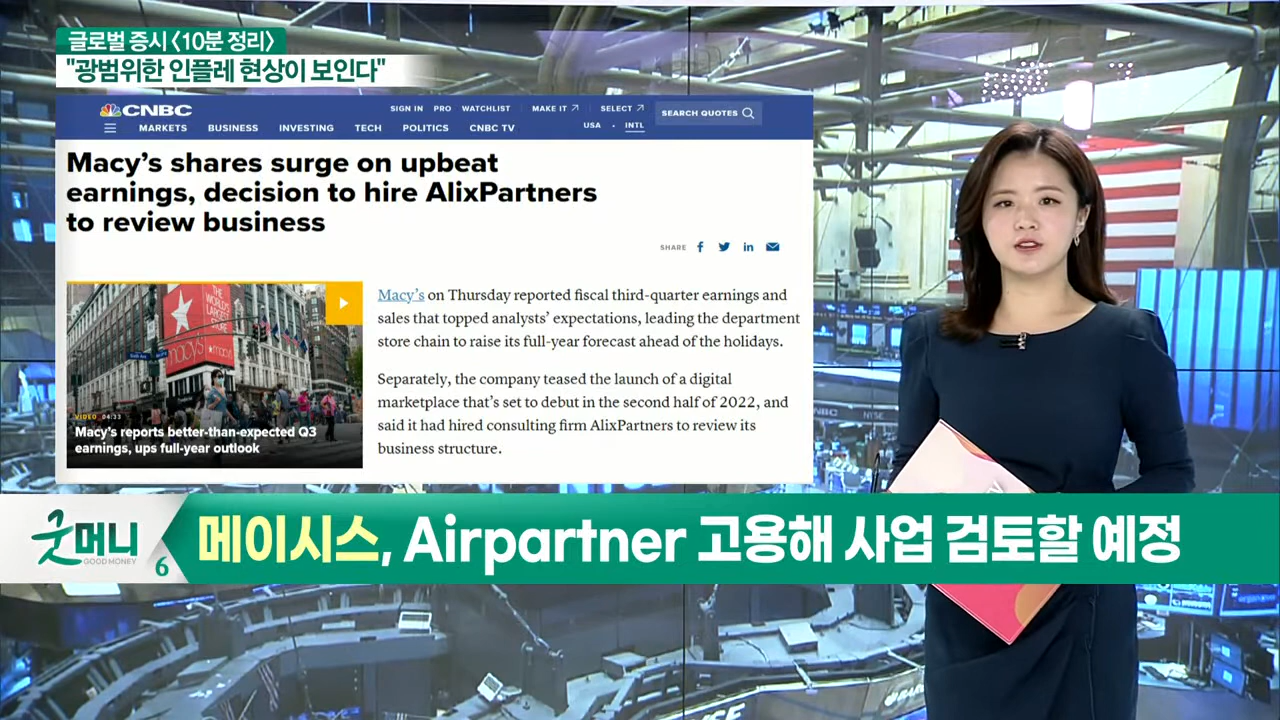 글로벌 증시 <10분 정리>
"광범위한 인플레 현상이 보인다"
CNBC
SIGN IN PRO WATCHLIST MAKE IT SELECT SEARCH QUOTES
MARKETS BUSINESS INVESTING TECH POLITICS CNBC TV USA • INTL
Macy's shares surge on upbeat
earnings, decision to hire AlixPartners
to review business
SHARE
Macy's on Thursday reported fiscal third-quarter earnings and
sales that topped analysts' expectations, leading the department
store chain to raise its full-year forecast ahead of the holidays.
Separately, the company teased the launch of a digital
marketplace that's set to debut in the second half of 2022, and
said it had hired consulting firm AlixPartners to review its
business structure.
macy's
VIDEO 04:33
Macy's reports better-than-expected Q3
earnings, ups full-year outlook
굿머니
GOOD MONEY
6
메이시스, Airpartner 고용해 사업 검토할 예정